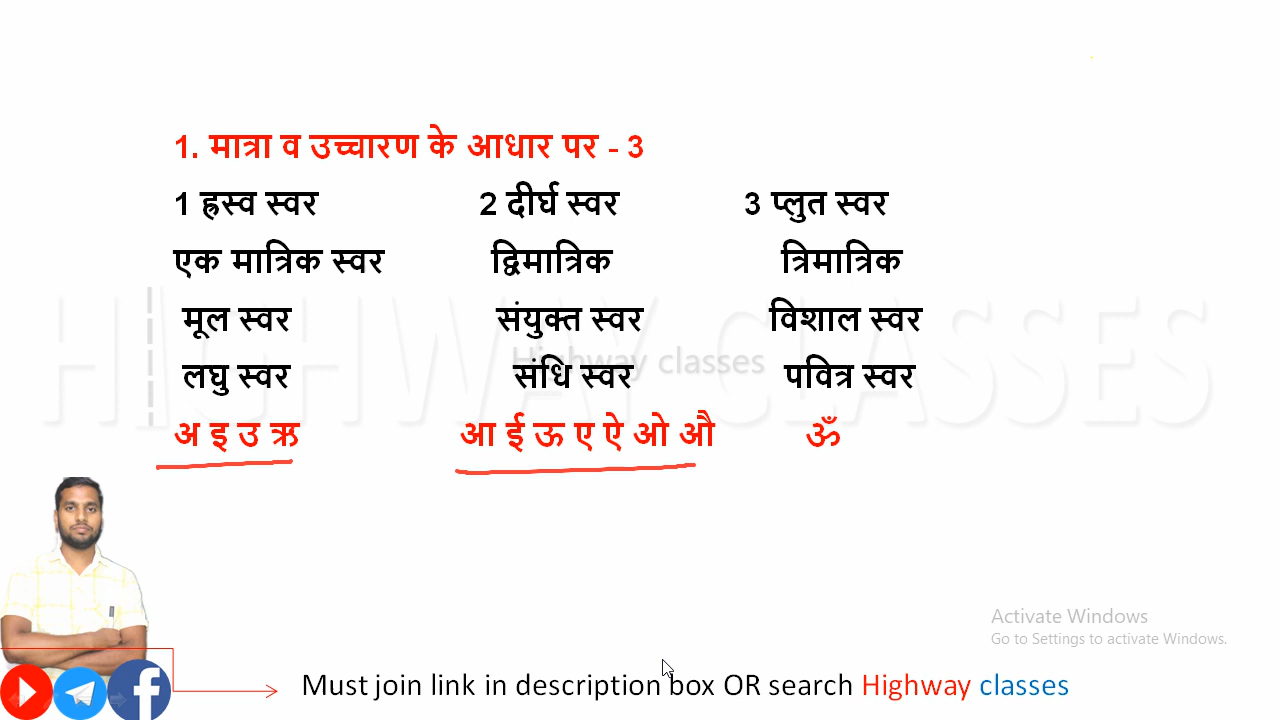 1. मात्रा व उच्चारण के आधार पर - 3
1 ह्रस्व स्वर 2 दीर्घ स्वर 3 प्लुत स्वर
एक मात्रिक स्वर द्विमात्रिक त्रिमात्रिक
मूल स्वर संयुक्त स्वर विशाल स्वर
HIGHWAY CLASSES
Highway classes
लघु स्वर संधि स्वर पवित्र स्वर
अ इ उ ऋ आ ई ऊ ए ऐ ओ औ ॐ
Activate Windows
Go to Settings to activate Windows.
Must join link in description box OR search Highway classes